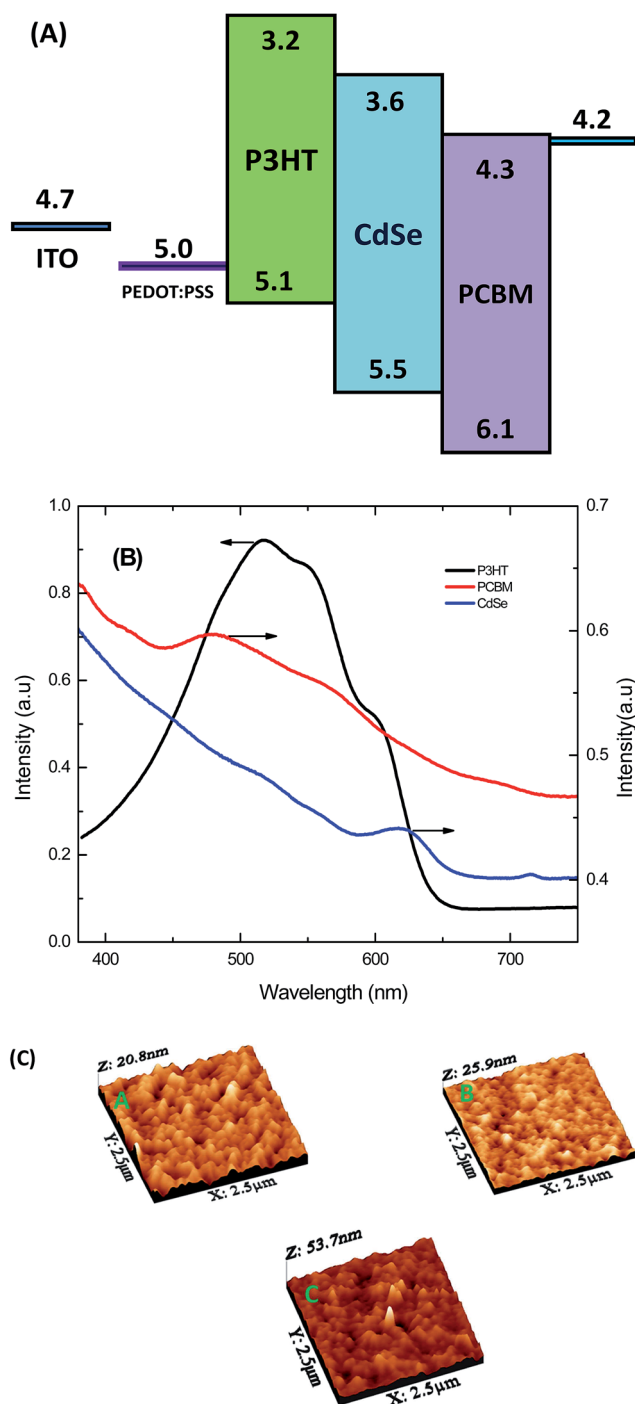 (A)
3.2
3.6
4.2
4.7
P3HT
4.3
ITO
5.0
CdSe
PEDOT:PSS
5.1
PCBM
5.5
6.1
(B)
1.0
0.8
0.6
0.4
0.2
0.0
Intensity (a.u)
0.7
0.6
0.5
0.4
Intensity(a.u)
P3HT
PCBM
CdSe
400
500
600
700
Wavelength (nm)
(C)
Z: 20.8nm
A
Y: 2.5µm
X: 2.5µm
Z: 25.9nm
B
Y: 2.5µm
X: 2.5µm
Z: 53.7nm
C
Y: 2.5µm
X: 2.5µm